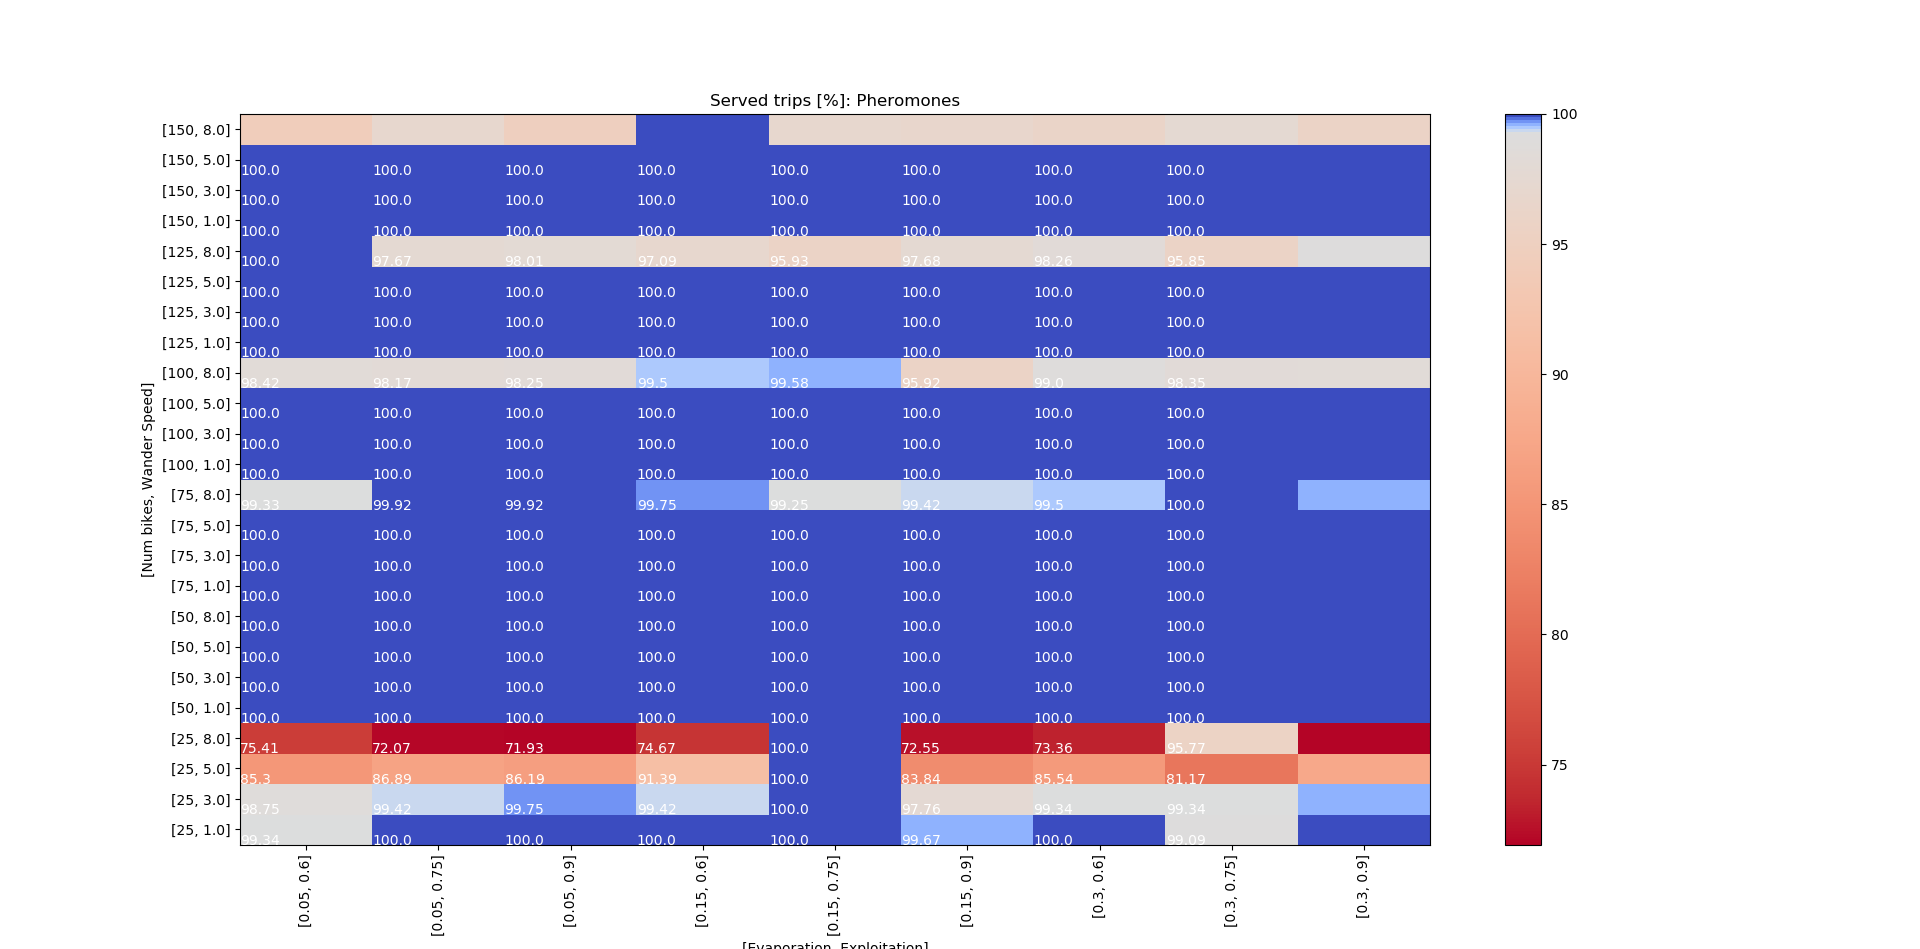 Served trips [%]: Pheromones
[150, 8.0]
[150, 5.0] 100.0 100.0 100.0 100.0 100.0 100.0 100.0 100.0
[150, 3.0] 100.0 100.0 100.0 100.0 100.0 100.0 100.0 100.0
[150, 1.0] 100.0 100.0 100.0 100.0 100.0 100.0 100.0 100.0
[125, 8.0] 100.0 97.67 98.01 97.09 95.93 97.68 98.26 95.85
[125, 5.0] 100.0 100.0 100.0 100.0 100.0 100.0 100.0 100.0
[125, 3.0] 100.0 100.0 100.0 100.0 100.0 100.0 100.0 100.0
[125, 1.0] 100.0 100.0 100.0 100.0 100.0 100.0 100.0 100.0
[100, 8.0] 98.42 98.17 98.25 99.5 99.58 95.92 99.0 98.35
[100, 5.0] 100.0 100.0 100.0 100.0 100.0 100.0 100.0 100.0
[100, 3.0] 100.0 100.0 100.0 100.0 100.0 100.0 100.0 100.0
[100, 1.0] 100.0 100.0 100.0 100.0 100.0 100.0 100.0 100.0
[75, 8.0] 99.33 99.92 99.92 99.75 99.25 99.42 99.5 100.0
[75, 5.0] 100.0 100.0 100.0 100.0 100.0 100.0 100.0 100.0
[75, 3.0] 100.0 100.0 100.0 100.0 100.0 100.0 100.0 100.0
[75, 1.0] 100.0 100.0 100.0 100.0 100.0 100.0 100.0 100.0
[50, 8.0] 100.0 100.0 100.0 100.0 100.0 100.0 100.0 100.0
[50, 5.0] 100.0 100.0 100.0 100.0 100.0 100.0 100.0 100.0
[50, 3.0] 100.0 100.0 100.0 100.0 100.0 100.0 100.0 100.0
[50, 1.0] 100.0 100.0 100.0 100.0 100.0 100.0 100.0 100.0
[25, 8.0] 75.41 72.07 71.93 74.67 100.0 72.55 73.36 95.77
[25, 5.0] 85.3 86.89 86.19 91.39 100.0 83.84 85.54 81.17
[25, 3.0] 98.75 99.42 99.75 99.42 100.0 97.76 99.34 99.34
[25, 1.0] 99.34 100.0 100.0 100.0 100.0 99.67 100.0 99.09
[Num bikes, Wander Speed]
[0.05, 0.6]
[0.05, 0.75]
[0.05, 0.9]
[0.15, 0.6]
[0.15, 0.75]
[0.15, 0.9]
[0.3, 0.6]
[0.3, 0.75]
[0.3, 0.9]
[Evaporation, Exploitation]
100
95
90
85
80
75